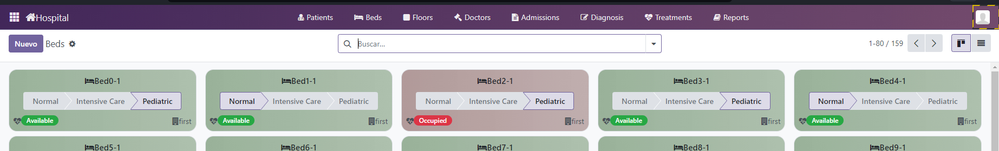 Hospital Patients Beds Floors Doctors Admissions Diagnosis Treatments Reports
Nuevo Beds Buscar... 1-80 / 159
Bed0-1 Bed1-1 Bed2-1 Bed3-1 Bed4-1
Normal Intensive Care Pediatric Normal Intensive Care Pediatric Normal Intensive Care Pediatric Normal Intensive Care Pediatric Normal Intensive Care Pediatric
Available first Available first Occupied first Available first Available first
Bed5-1 Bed6-1 Bed7-1 Bed8-1 Bed9-1